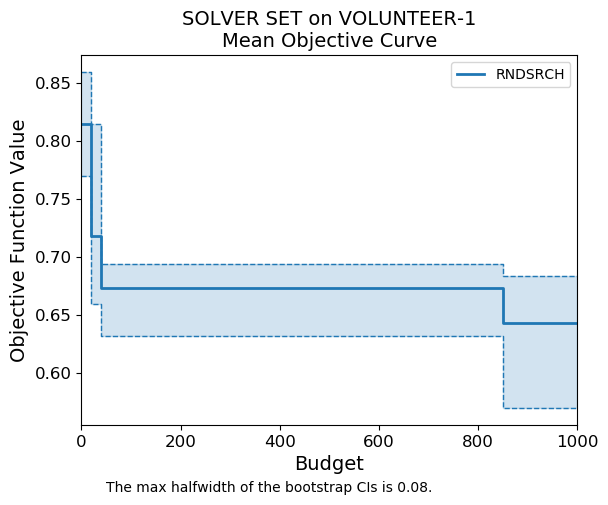 SOLVER SET on VOLUNTEER-1
Mean Objective Curve
RNDSRCH
Objective Function Value
0.85
0.80
0.75
0.70
0.65
0.60
0 200 400 600 800 1000
Budget
The max halfwidth of the bootstrap CIs is 0.08.